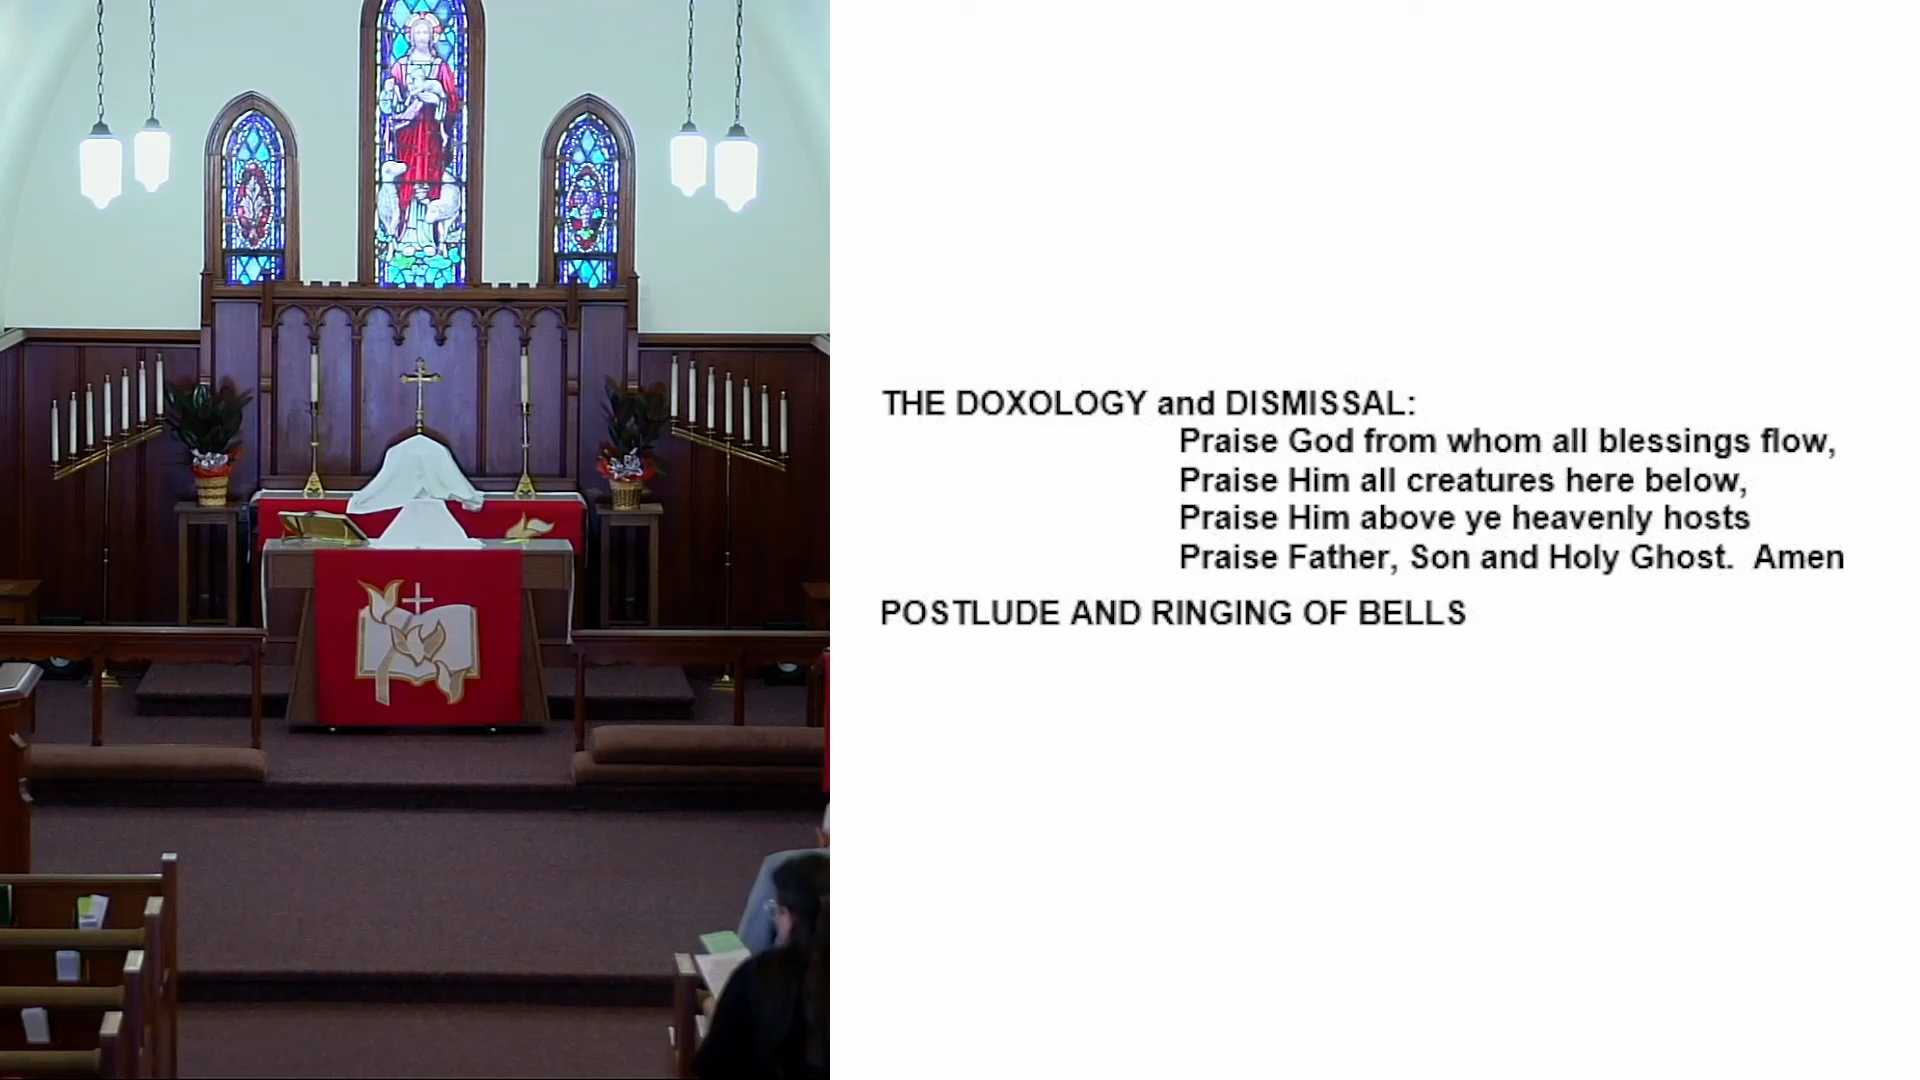 THE DOXOLOGY and DISMISSAL:
Praise God from whom all blessings flow,
Praise Him all creatures here below,
Praise Him above ye heavenly hosts
Praise Father, Son and Holy Ghost.  Amen
POSTLUDE AND RINGING OF BELLS